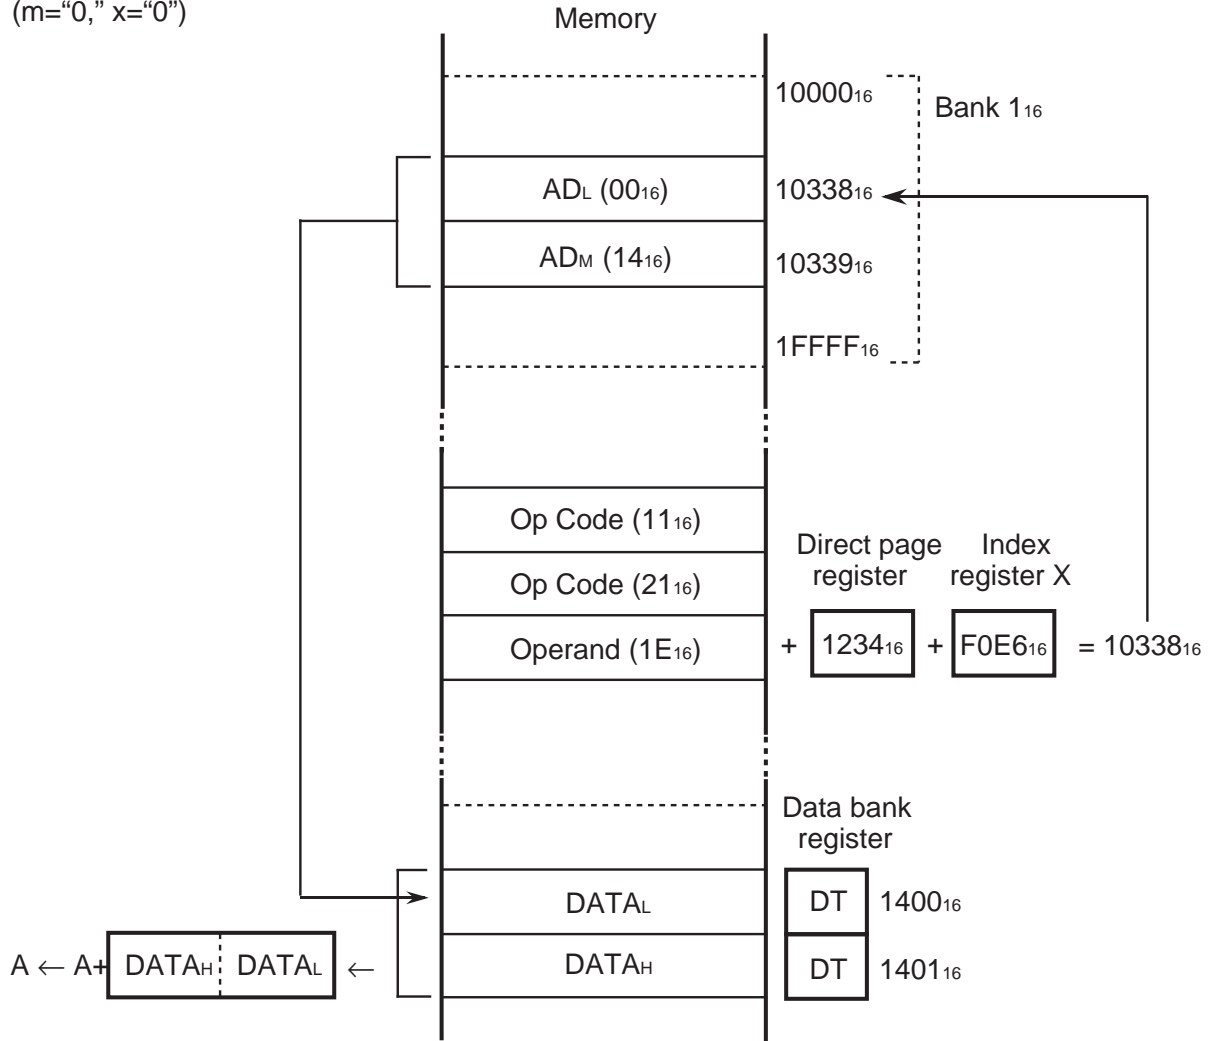 (m=“0,” x=“0”)
Memory
10000₁₆
Bank 1₁₆
ADL (00₁₆)
10338₁₆
ADM (14₁₆)
10339₁₆
1FFFF₁₆
Op Code (11₁₆)
Op Code (21₁₆)
Direct page
register
Index
register X
Operand (1E₁₆)
+ 1234₁₆ + F0E6₁₆ = 10338₁₆
Data bank
register
DATAL
DT 1400₁₆
DATAH
DT 1401₁₆
A ← A+ DATAH DATAL ←